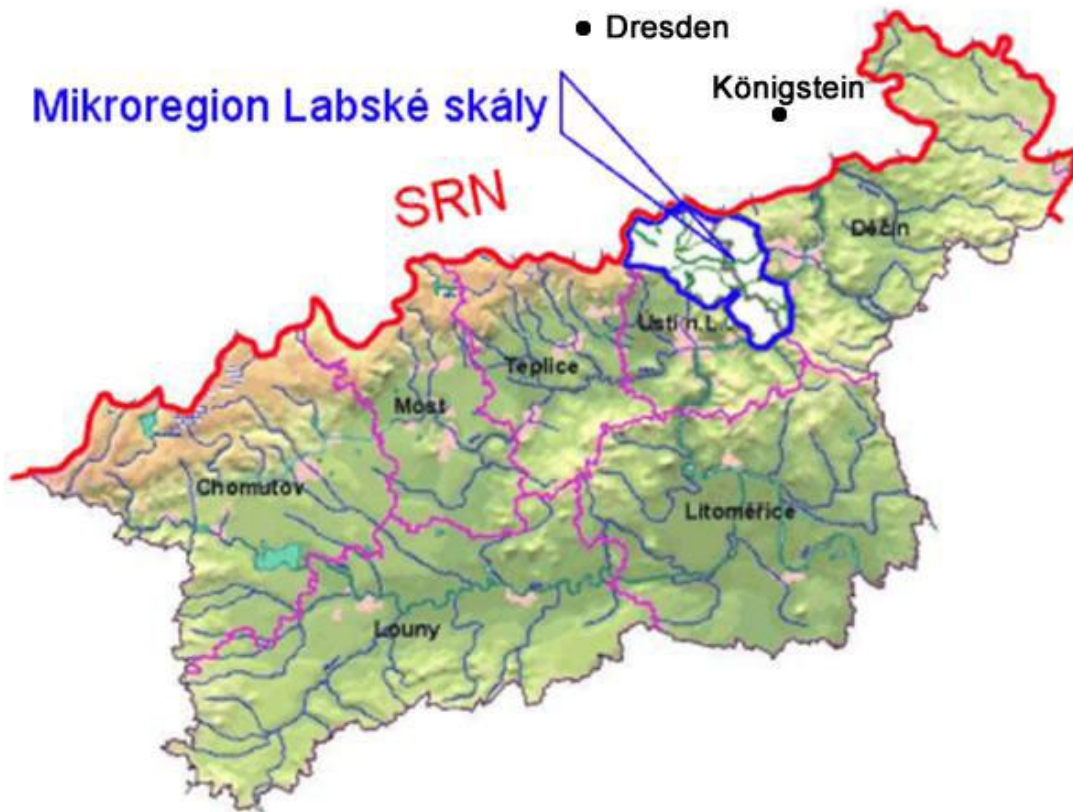 Dresden
Königstein
Mikroregion Labské skály
SRN
Děčín
Ústí n.L.
Teplice
Most
Chomutov
Litoměřice
Louny